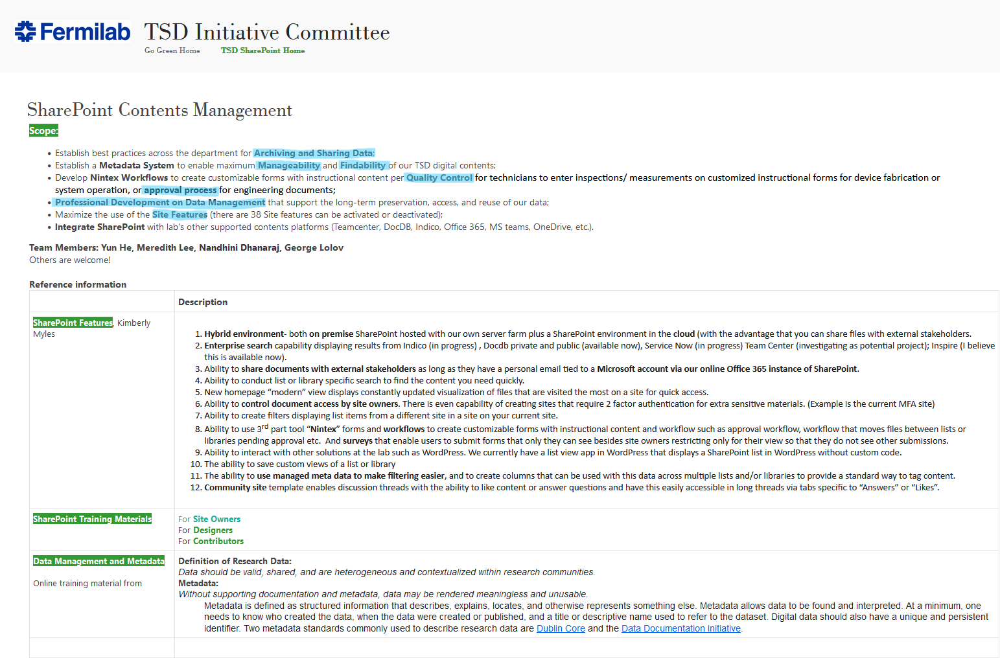 Fermilab
TSD Initiative Committee
Go Green Home TSD SharePoint Home
SharePoint Contents Management
Scope:
• Establish best practices across the department for Archiving and Sharing Data;
• Establish a Metadata System to enable maximum Manageability and Findability of our TSD digital contents;
• Develop Nintex Workflows to create customizable forms with instructional content per Quality Control for technicians to enter inspections/ measurements on customized instructional forms for device fabrication or
system operation, or approval process for engineering documents;
• Professional Development on Data Management that support the long-term preservation, access, and reuse of our data;
• Maximize the use of the Site Features (there are 38 Site features can be activated or deactivated);
• Integrate SharePoint with lab's other supported contents platforms (Teamcenter, DocDB, Indico, Office 365, MS teams, OneDrive, etc.).
Team Members: Yun He, Meredith Lee, Nandhini Dhanaraj, George Lolov
Others are welcome!
Reference information
Description
SharePoint Features, Kimberly
Myles
1. Hybrid environment- both on premise SharePoint hosted with our own server farm plus a SharePoint environment in the cloud (with the advantage that you can share files with external stakeholders.
2. Enterprise search capability displaying results from Indico (in progress) , Docdb private and public (available now), Service Now (in progress) Team Center (investigating as potential project); Inspire (I believe
this is available now).
3. Ability to share documents with external stakeholders as long as they have a personal email tied to a Microsoft account via our online Office 365 instance of SharePoint.
4. Ability to conduct list or library specific search to find the content you need quickly.
5. New homepage “modern” view displays constantly updated visualization of files that are visited the most on a site for quick access.
6. Ability to control document access by site owners. There is even capability of creating sites that require 2 factor authentication for extra sensitive materials. (Example is the current MFA site)
7. Ability to create filters displaying list items from a different site in a site on your current site.
8. Ability to use 3rd part tool “Nintex” forms and workflows to create customizable forms with instructional content and workflow such as approval workflow, workflow that moves files between lists or
libraries pending approval etc. And surveys that enable users to submit forms that only they can see besides site owners restricting only for their view so that they do not see other submissions.
9. Ability to interact with other solutions at the lab such as WordPress. We currently have a list view app in WordPress that displays a SharePoint list in WordPress without custom code.
10. The ability to save custom views of a list or library
11. The ability to use managed meta data to make filtering easier, and to create columns that can be used with this data across multiple lists and/or libraries to provide a standard way to tag content.
12. Community site template enables discussion threads with the ability to like content or answer questions and have this easily accessible in long threads via tabs specific to “Answers” or “Likes”.
SharePoint Training Materials
For Site Owners
For Designers
For Contributors
Data Management and Metadata
Online training material from
Definition of Research Data:
Data should be valid, shared, and are heterogeneous and contextualized within research communities.
Metadata:
Without supporting documentation and metadata, data may be rendered meaningless and unusable.
Metadata is defined as structured information that describes, explains, locates, and otherwise represents something else. Metadata allows data to be found and interpreted. At a minimum, one
needs to know who created the data, when the data were created or published, and a title or descriptive name used to refer to the dataset. Digital data should also have a unique and persistent
identifier. Two metadata standards commonly used to describe research data are Dublin Core and the Data Documentation Initiative.